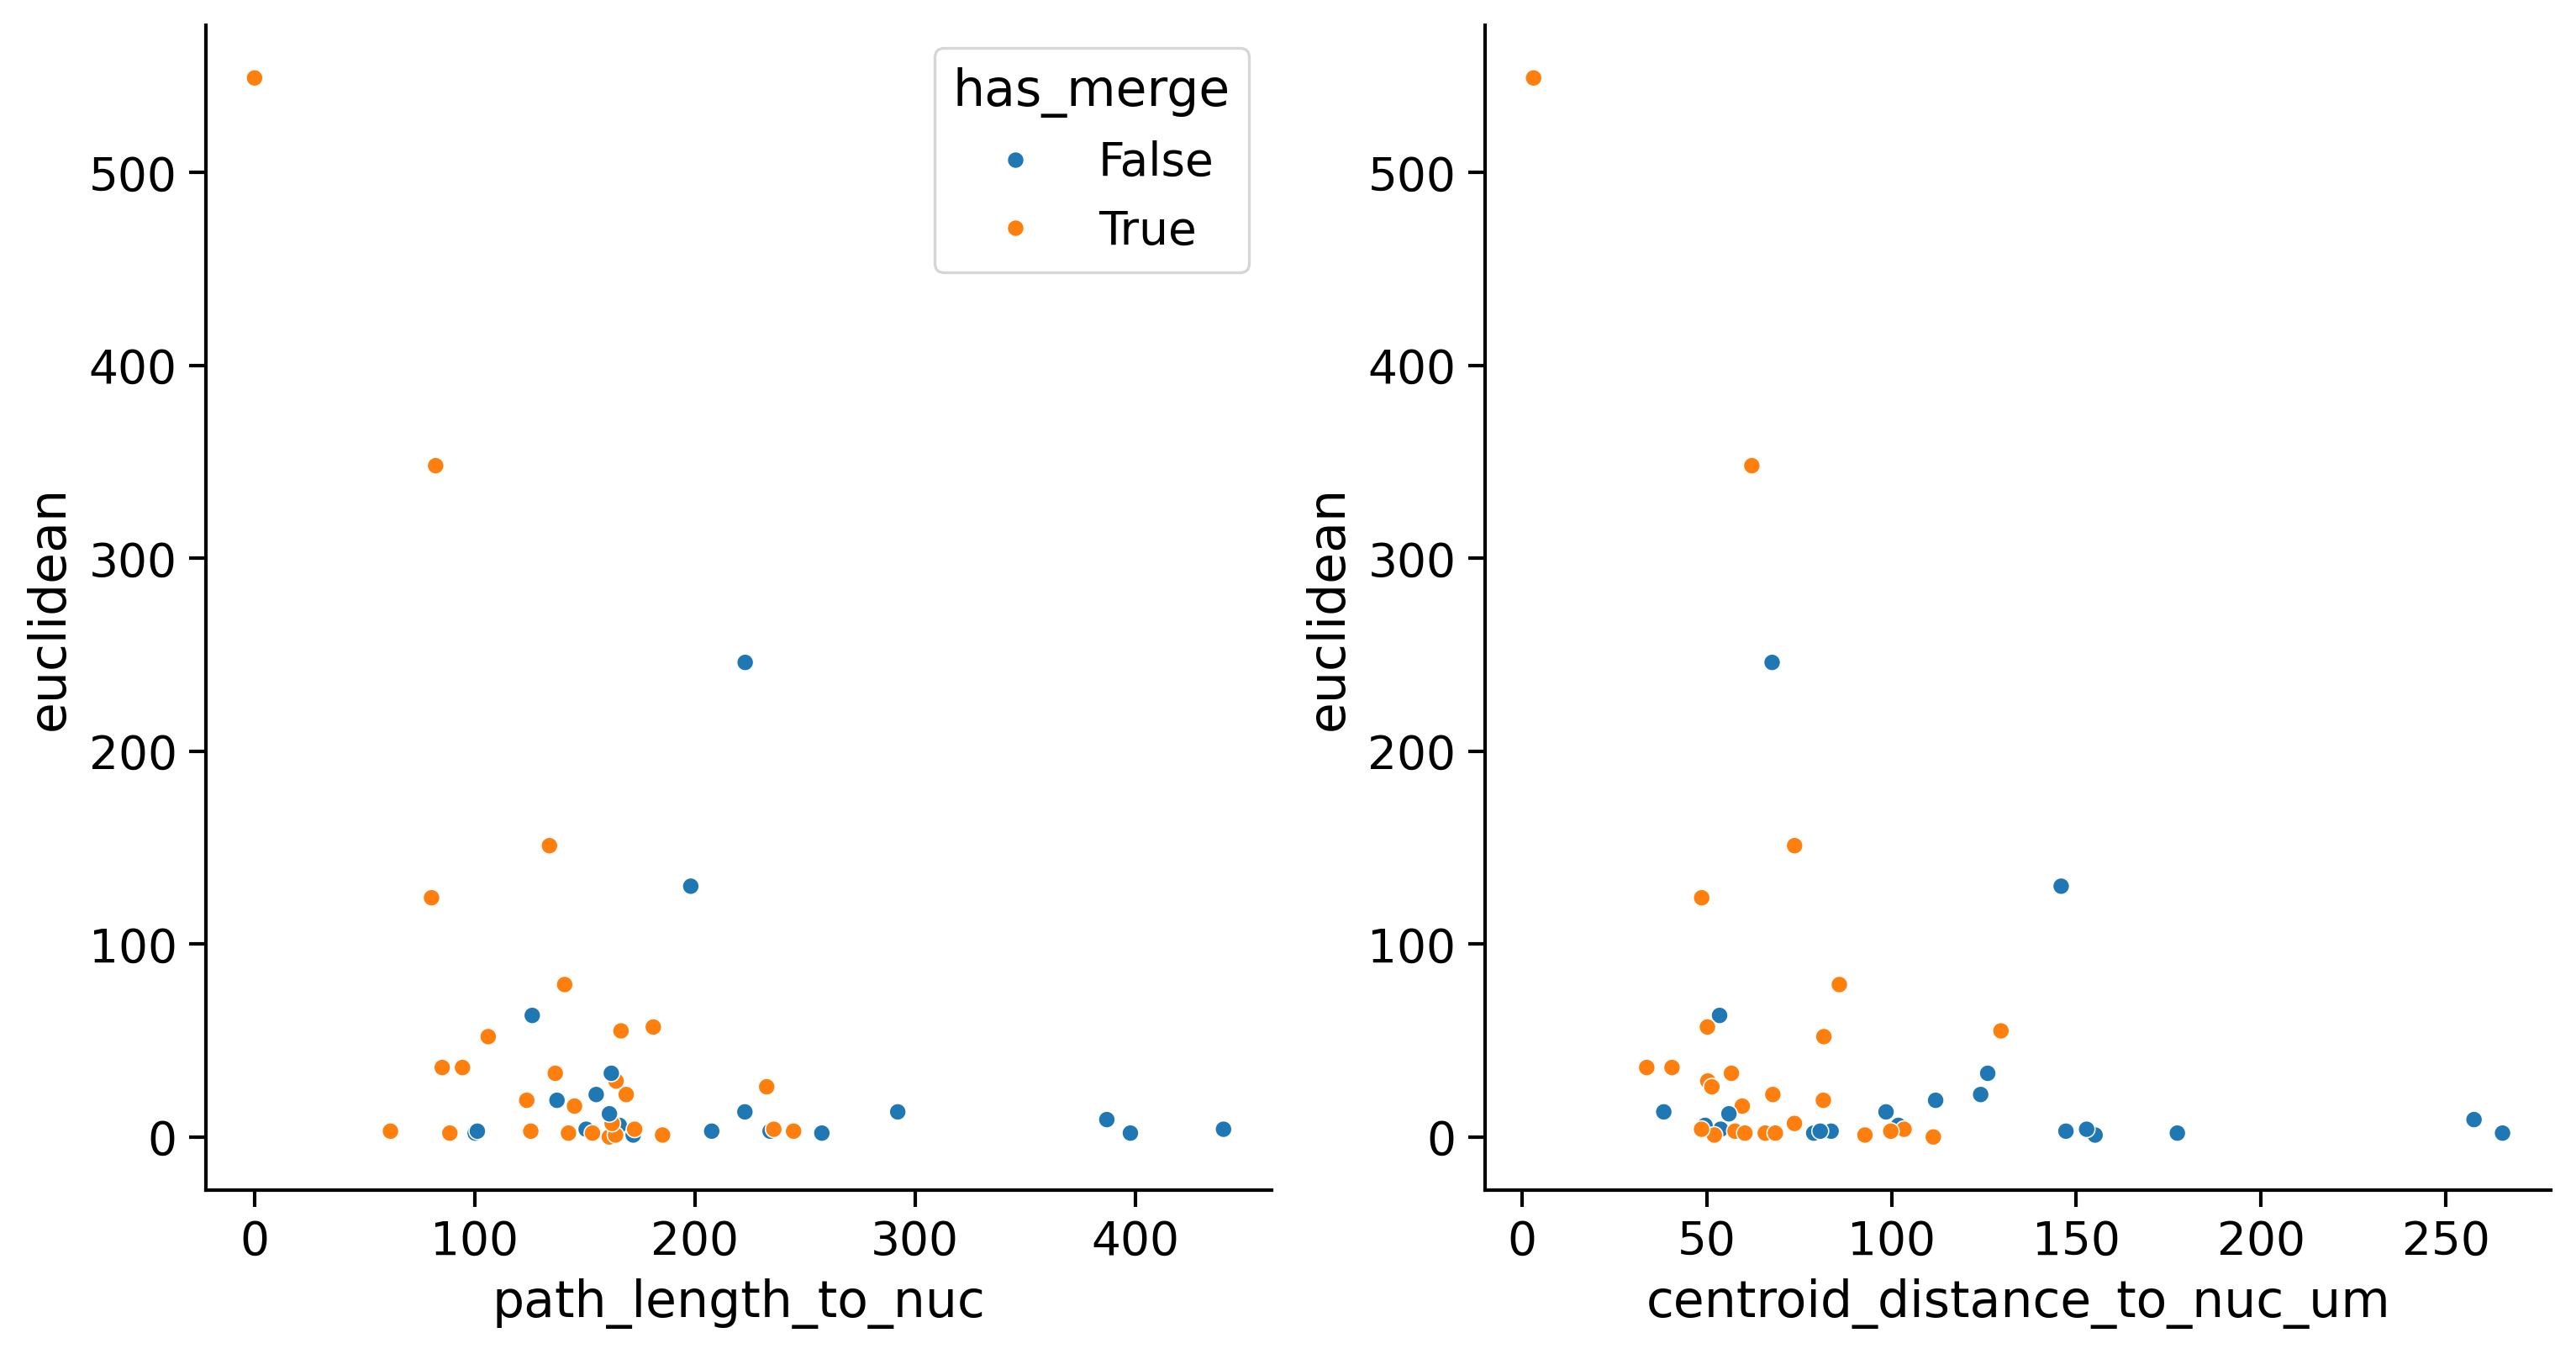 has_merge
False
True
500
400
300
200
100
0
euclidean
0 100 200 300 400
path_length_to_nuc
500
400
300
200
100
0
euclidean
0 50 100 150 200 250
centroid_distance_to_nuc_um